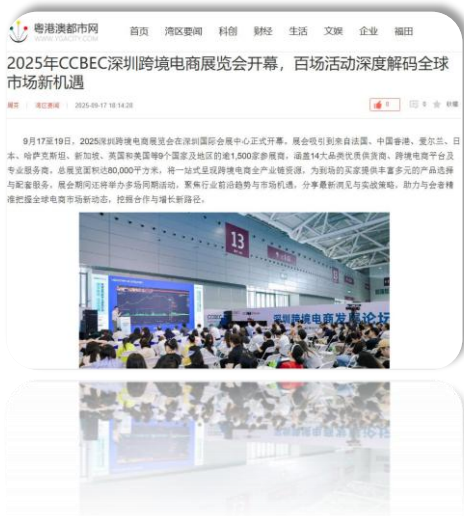 粤港澳都市网
WWW.YGACITY.COM
首页 湾区要闻 科创 财经 生活 文娱 企业 福田
2025年CCBEC深圳跨境电商展览会开幕，百场活动深度解码全球
市场新机遇
湾区要闻 2025-09-17 18:14:28
9月17至19日，2025深圳跨境电商展览会在深圳国际会展中心正式开幕。展会吸引到来自法国、中国香港、爱尔兰、日
本、哈萨克斯坦、新加坡、英国和美国等9个国家及地区的逾1,500家参展商，涵盖14大品类优质供货商、跨境电商平台及
专业服务商，总展览面积达80,000平方米，将一站式呈现跨境电商全产业链资源，为到场的买家提供丰富多元的产品选择
与配套服务。展会期间还将举办多场同期活动，聚焦行业前沿趋势与市场机遇，分享最新洞见与实战策略，助力与会者精
准把握全球电商市场新动态，挖掘合作与增长新路径。
13
CCBEC
深圳跨境电商发展论坛